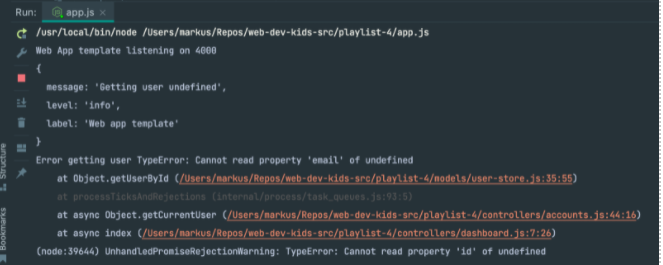 Run: app.js ×
/usr/local/bin/node /Users/markus/Repos/web-dev-kids-src/playlist-4/app.js
Web App template listening on 4000
{
message: 'Getting user undefined',
level: 'info',
label: 'Web app template'
}
Error getting user TypeError: Cannot read property 'email' of undefined
at Object.getUserById (/Users/markus/Repos/web-dev-kids-src/playlist-4/models/user-store.js:35:55)
at processTicksAndRejections (internal/process/task_queues.js:93:5)
at async Object.getCurrentUser (/Users/markus/Repos/web-dev-kids-src/playlist-4/controllers/accounts.js:44:16)
at async index (/Users/markus/Repos/web-dev-kids-src/playlist-4/controllers/dashboard.js:7:26)
(node:39644) UnhandledPromiseRejectionWarning: TypeError: Cannot read property 'id' of undefined
Structure
Bookmarks